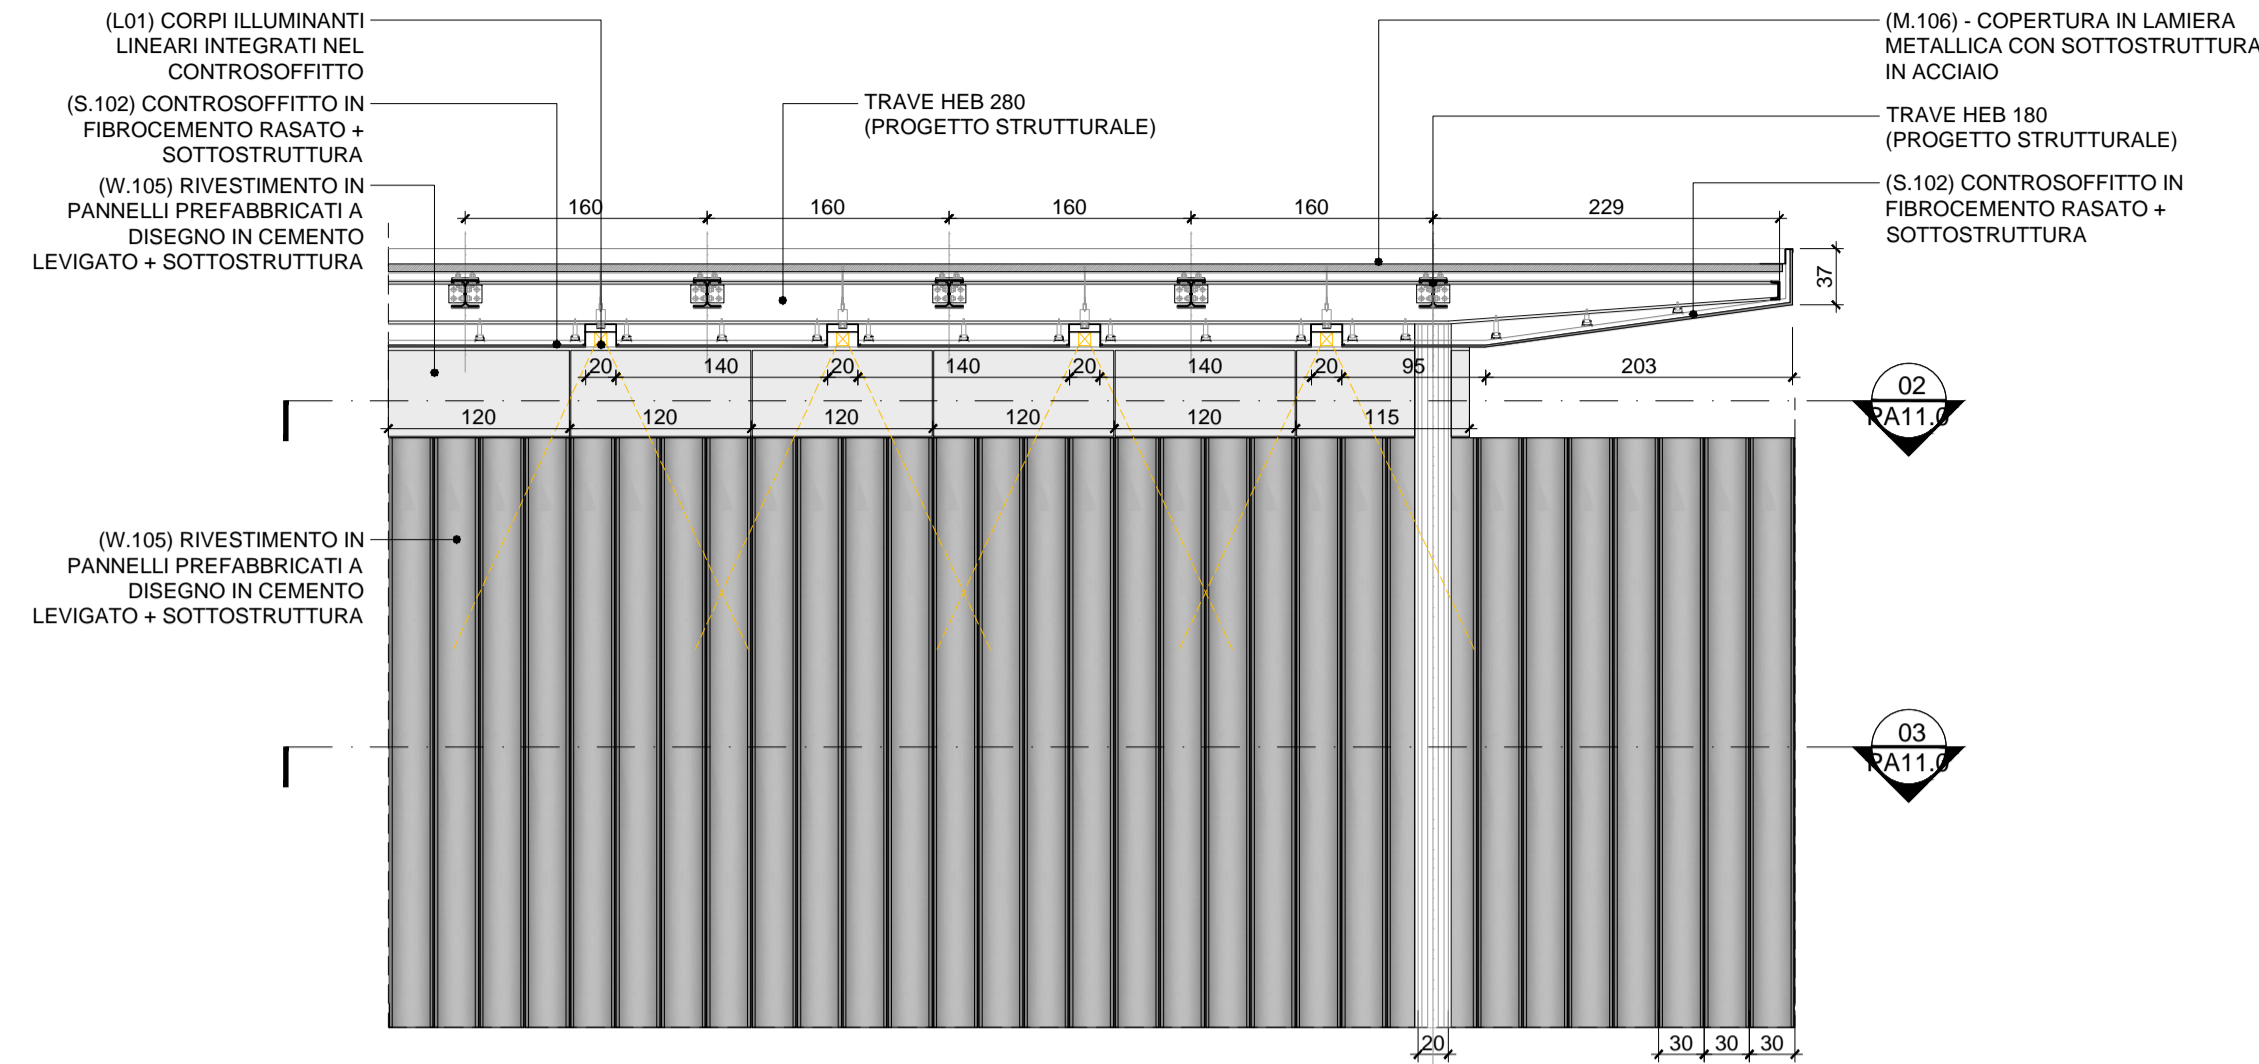 (L01) CORPI ILLUMINANTI
LINEARI INTEGRATI NEL
CONTROSOFFITTO
(S.102) CONTROSOFFITTO IN
FIBROCEMENTO RASATO +
SOTTOSTRUTTURA
(W.105) RIVESTIMENTO IN
PANNELLI PREFABBRICATI A
DISEGNO IN CEMENTO
LEVIGATO + SOTTOSTRUTTURA
TRAVE HEB 280
(PROGETTO STRUTTURALE)
(M.106) - COPERTURA IN LAMIERA
METALLICA CON SOTTOSTRUTTURA
IN ACCIAIO
TRAVE HEB 180
(PROGETTO STRUTTURALE)
(S.102) CONTROSOFFITTO IN
FIBROCEMENTO RASATO +
SOTTOSTRUTTURA
160 160 160 160 229
37
20 140 20 140 20 140 20 95 203
120 120 120 120 120 115
02
PA11.0
(W.105) RIVESTIMENTO IN
PANNELLI PREFABBRICATI A
DISEGNO IN CEMENTO
LEVIGATO + SOTTOSTRUTTURA
03
PA11.0
20 30 30 30